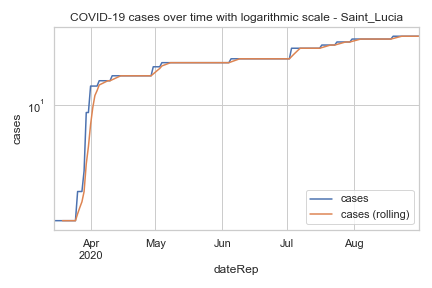 COVID-19 cases over time with logarithmic scale - Saint_Lucia
cases
10¹
Apr
2020
May
Jun
Jul
Aug
dateRep
cases
cases (rolling)